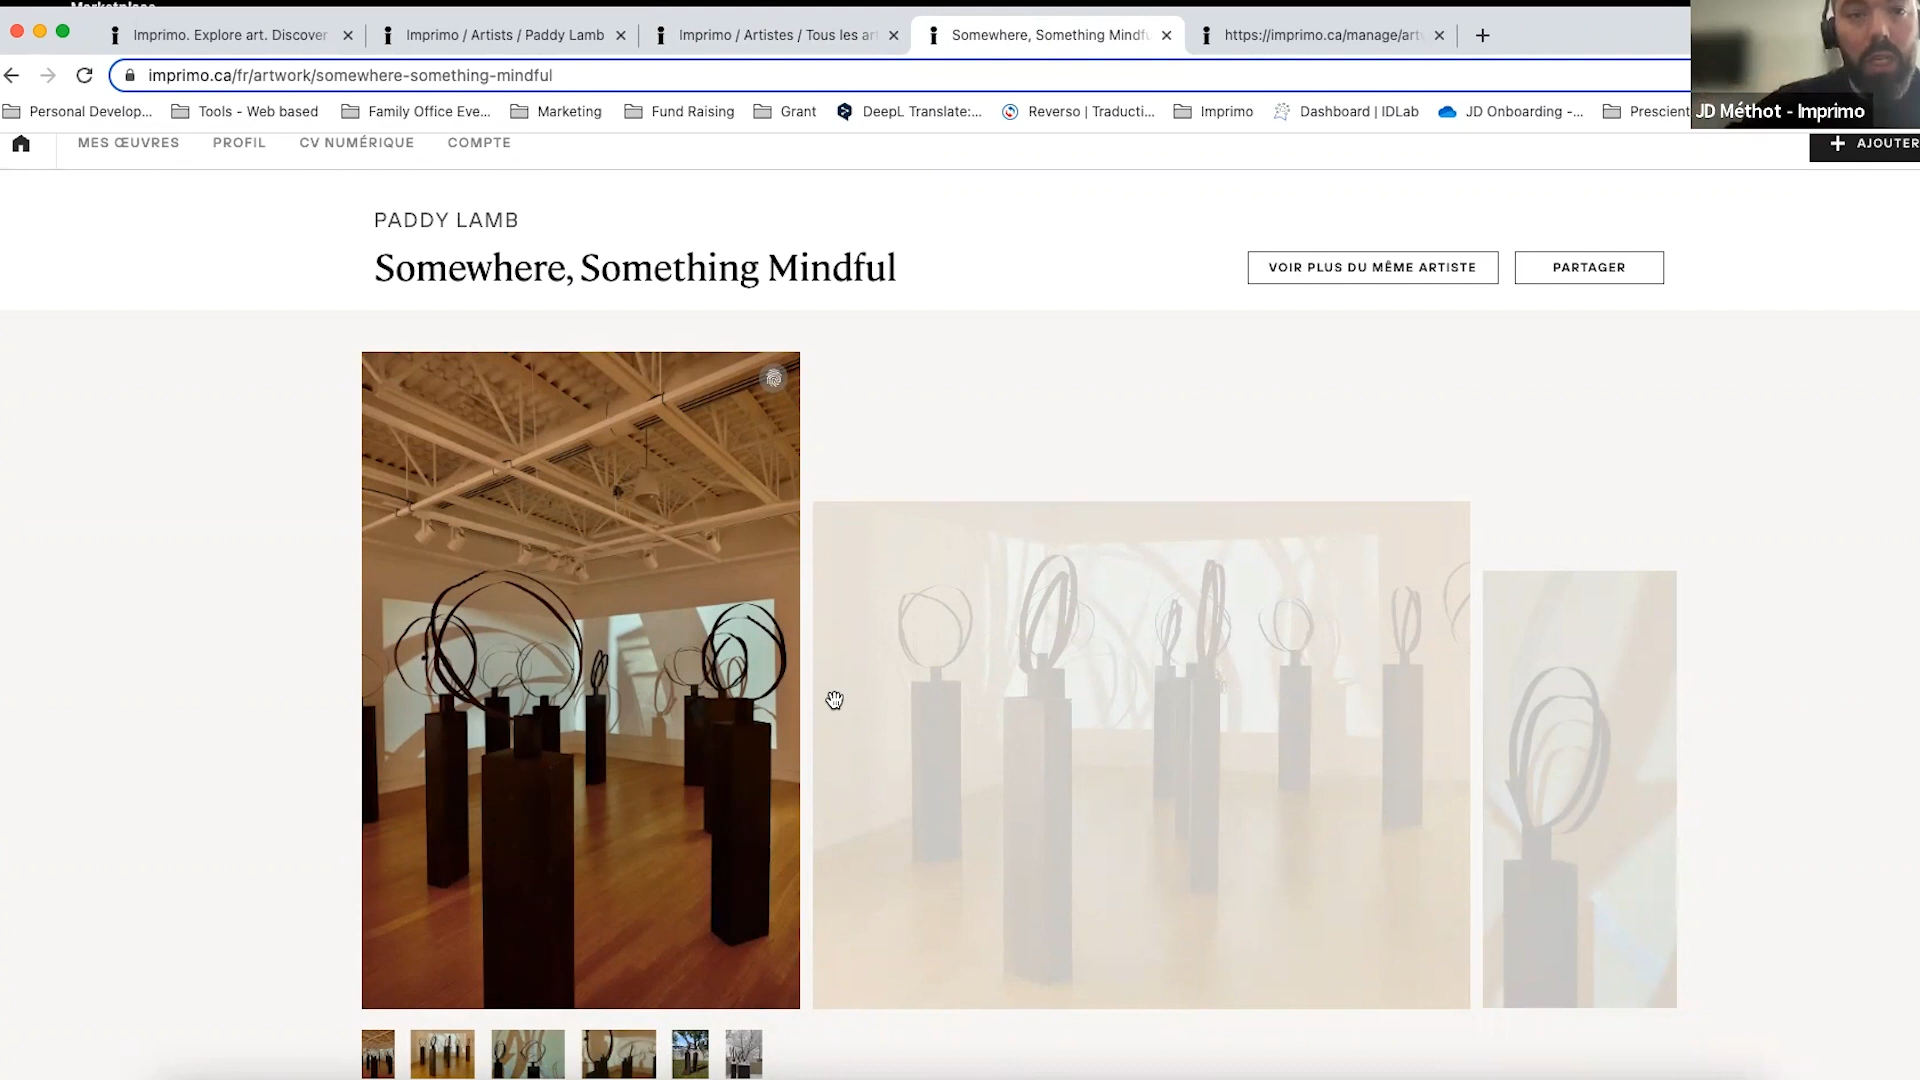 Marketplace
Imprimo. Explore art. Discover
Imprimo / Artists / Paddy Lamb
Imprimo / Artistes / Tous les ar
Somewhere, Something Mindfu
https://imprimo.ca/manage/art
imprimo.ca/fr/artwork/somewhere-something-mindful
Personal Develop...
Tools - Web based
Family Office Eve...
Marketing
Fund Raising
Grant
DeepL Translate:...
Reverso | Traducti...
Imprimo
Dashboard | IDLab
JD Onboarding -...
Prescient
JD Méthot - Imprimo
MES ŒUVRES
PROFIL
CV NUMÉRIQUE
COMPTE
AJOUTER
PADDY LAMB
Somewhere, Something Mindful
VOIR PLUS DU MÊME ARTISTE
PARTAGER